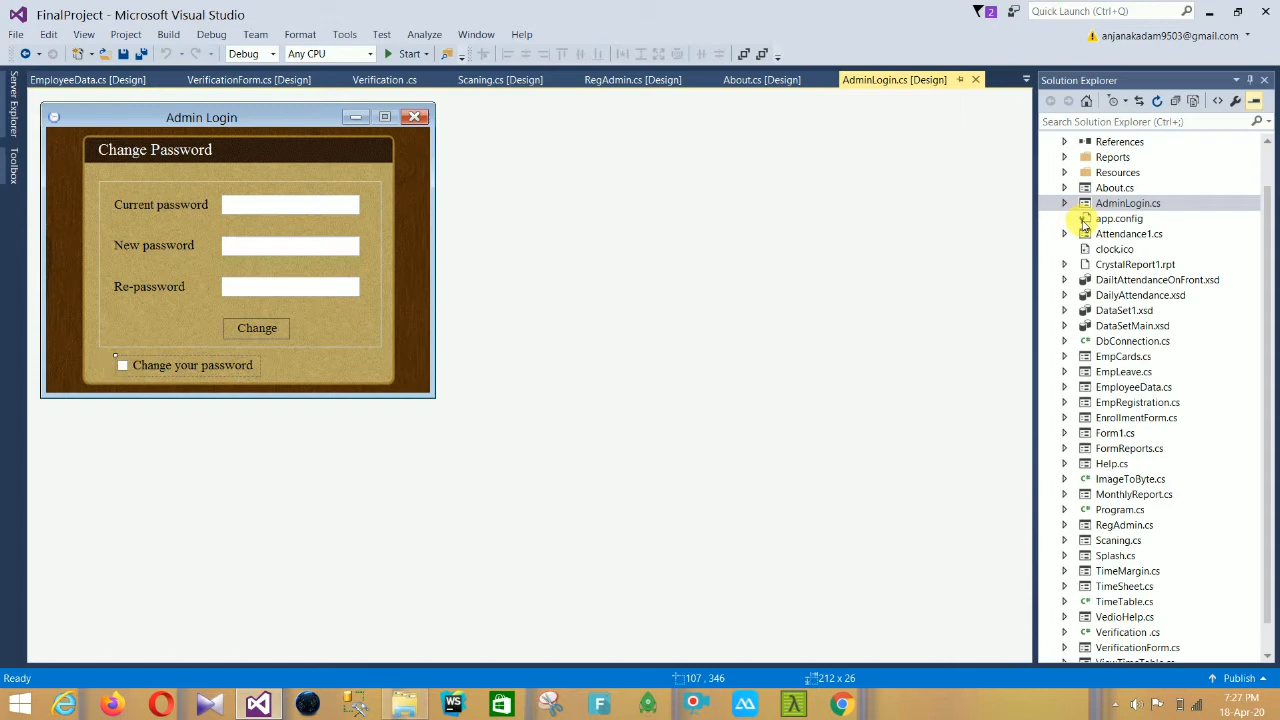 FinalProject - Microsoft Visual Studio
2
Quick Launch (Ctrl+Q)
File Edit View Project Build Debug Team Format Tools Test Analyze Window Help
anjanakadam9503@gmail.com
Debug Any CPU Start
EmployeeData.cs [Design] VerificationForm.cs [Design] Verification .cs Scaning.cs [Design] RegAdmin.cs [Design] About.cs [Design] AdminLogin.cs [Design]
Server Explorer
Toolbox
Admin Login
Change Password
Current password
New password
Re-password
Change
Change your password
Solution Explorer
Search Solution Explorer (Ctrl+;)
References
Reports
Resources
About.cs
AdminLogin.cs
app.config
Attendance1.cs
clock.ico
CrystalReport1.rpt
DailtAttendanceOnFront.xsd
DailyAttendance.xsd
DataSet1.xsd
DataSetMain.xsd
DbConnection.cs
EmpCards.cs
EmpLeave.cs
EmployeeData.cs
EmpRegistration.cs
EnrollmentForm.cs
Form1.cs
FormReports.cs
Help.cs
ImageToByte.cs
MonthlyReport.cs
Program.cs
RegAdmin.cs
Scaning.cs
Splash.cs
TimeMargin.cs
TimeSheet.cs
TimeTable.cs
VedioHelp.cs
Verification .cs
VerificationForm.cs
ViewTimeTable.cs
Ready
107 , 346
212 x 26
Publish
WS
F
7:27 PM
18-Apr-20